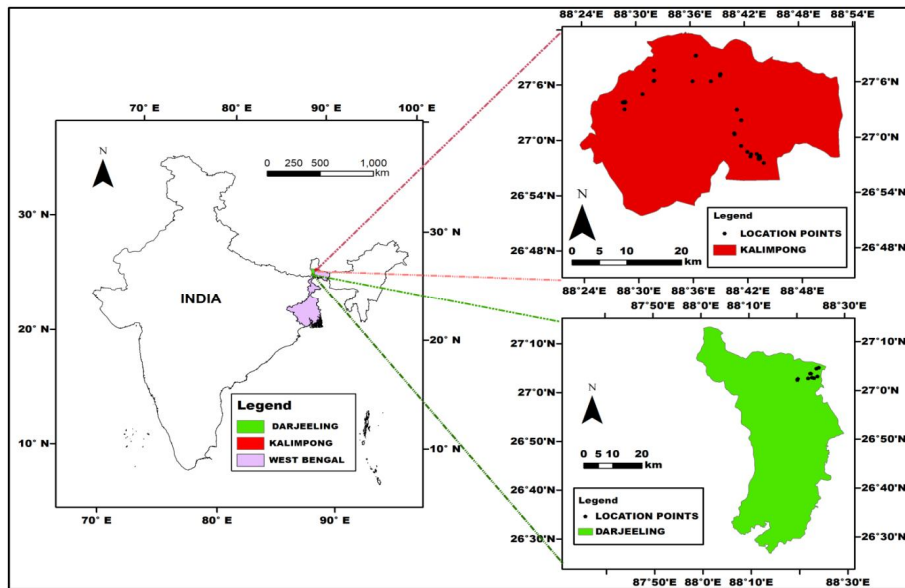 70° E 80° E 90° E 100° E
N
0 250 500 1,000
km
30° N
30° N
INDIA
20° N
20° N
Legend
DARJEELING
KALIMPONG
WEST BENGAL
10° N
10° N
70° E 80° E 90° E
88°24'E 88°30'E 88°36'E 88°42'E 88°48'E 88°54'E
27°6'N
27°6'N
27°0'N
27°0'N
26°54'N
26°54'N
26°48'N
26°48'N
N
0 5 10 20
km
Legend
LOCATION POINTS
KALIMPONG
88°24'E 88°30'E 88°36'E 88°42'E 88°48'E
87°50'E 88°0'E 88°10'E 88°30'E
27°10'N
27°10'N
27°0'N
27°0'N
N
26°50'N
26°50'N
0 5 10 20
km
26°40'N
26°40'N
Legend
LOCATION POINTS
DARJEELING
26°30'N
26°30'N
87°50'E 88°0'E 88°10'E 88°30'E